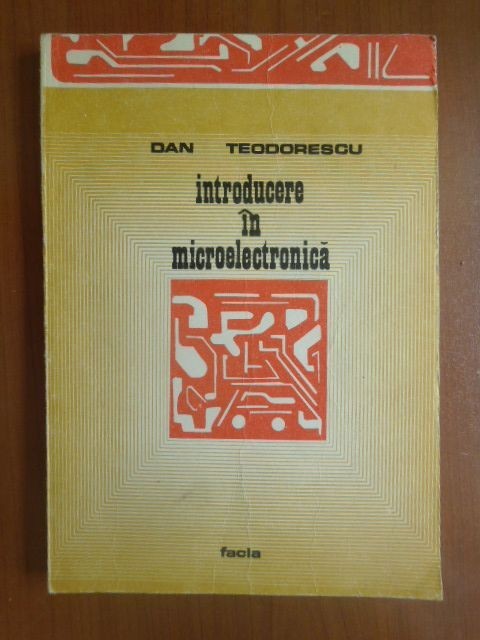 DAN TEODORESCU
introducere
în
microelectronică
facla